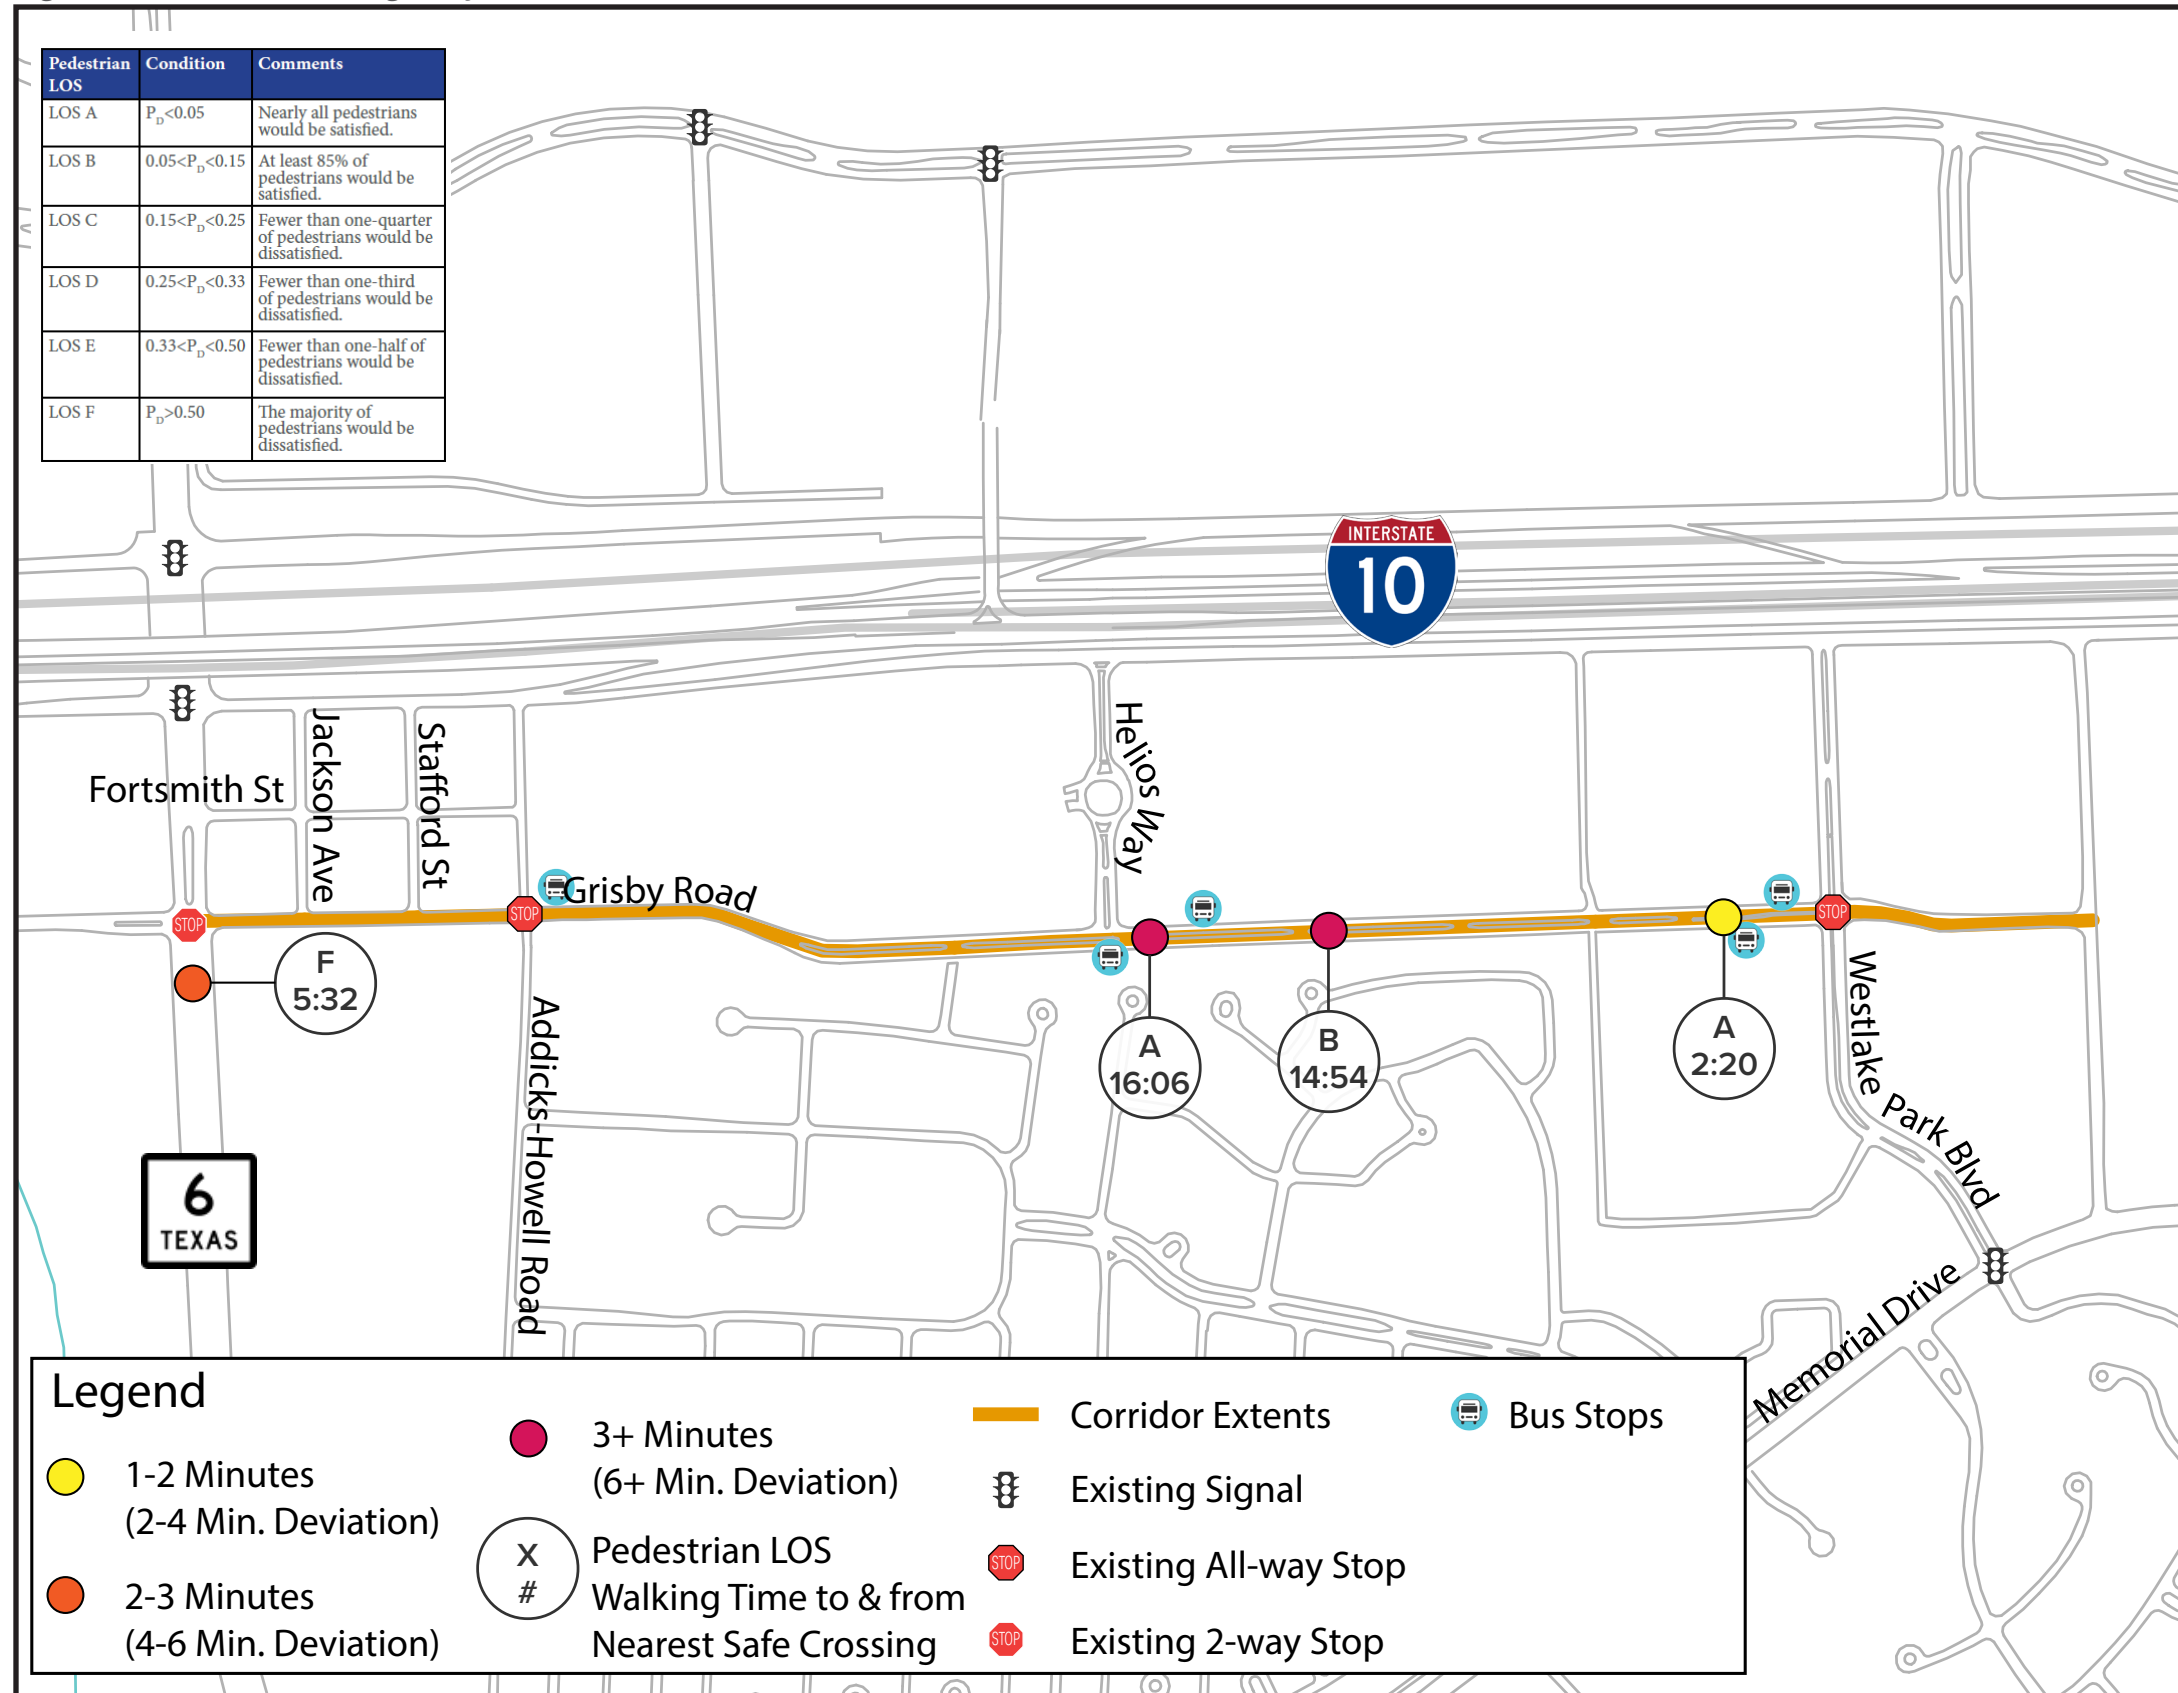 Pedestrian LOS Condition Comments
LOS A P_D<0.05 Nearly all pedestrians would be satisfied.
LOS B 0.05<P_D<0.15 At least 85% of pedestrians would be satisfied.
LOS C 0.15<P_D<0.25 Fewer than one-quarter of pedestrians would be dissatisfied.
LOS D 0.25<P_D<0.33 Fewer than one-third of pedestrians would be dissatisfied.
LOS E 0.33<P_D<0.50 Fewer than one-half of pedestrians would be dissatisfied.
LOS F P_D>0.50 The majority of pedestrians would be dissatisfied.
INTERSTATE
10
Jackson Ave
Stafford St
Helios Way
Fortsmith St
Grisby Road
STOP
STOP
STOP
F
5:32
A
16:06
B
14:54
A
2:20
Addicks-Howell Road
Westlake Park Blvd
6
TEXAS
Memorial Drive
Legend
1-2 Minutes
(2-4 Min. Deviation)
2-3 Minutes
(4-6 Min. Deviation)
3+ Minutes
(6+ Min. Deviation)
X
#
Pedestrian LOS
Walking Time to & from
Nearest Safe Crossing
Corridor Extents
Existing Signal
STOP
Existing All-way Stop
STOP
Existing 2-way Stop
Bus Stops